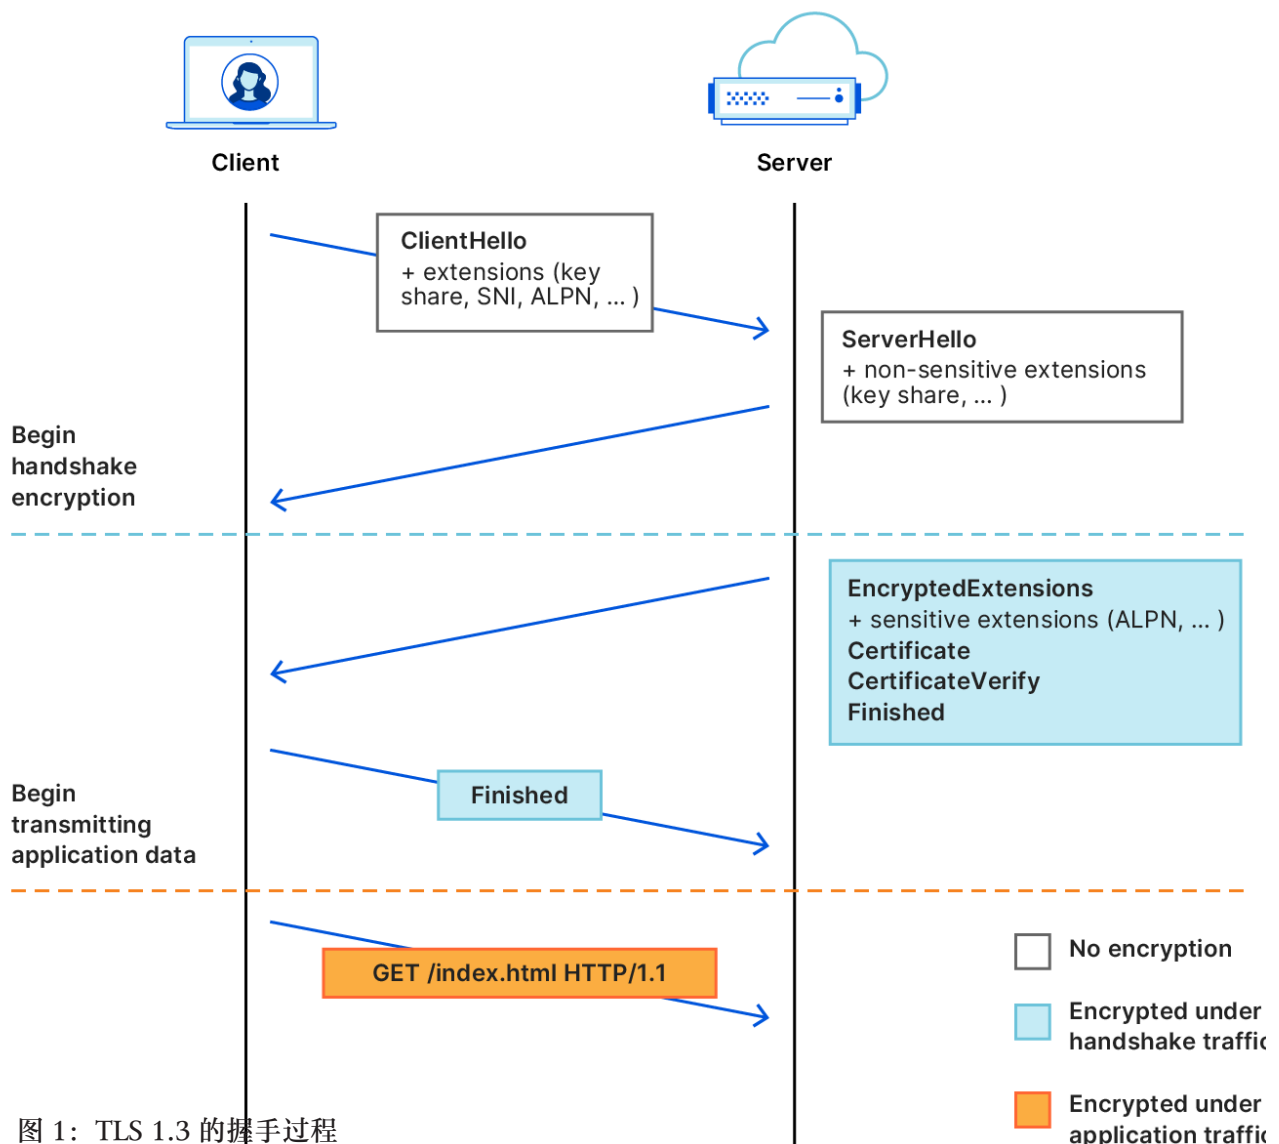 Client
Server
ClientHello
+ extensions (key
share, SNI, ALPN, ... )
ServerHello
+ non-sensitive extensions
(key share, ... )
Begin
handshake
encryption
EncryptedExtensions
+ sensitive extensions (ALPN, ... )
Certificate
CertificateVerify
Finished
Finished
Begin
transmitting
application data
GET /index.html HTTP/1.1
No encryption
Encrypted under
handshake traffic
Encrypted under
application traffic
图 1：TLS 1.3 的握手过程